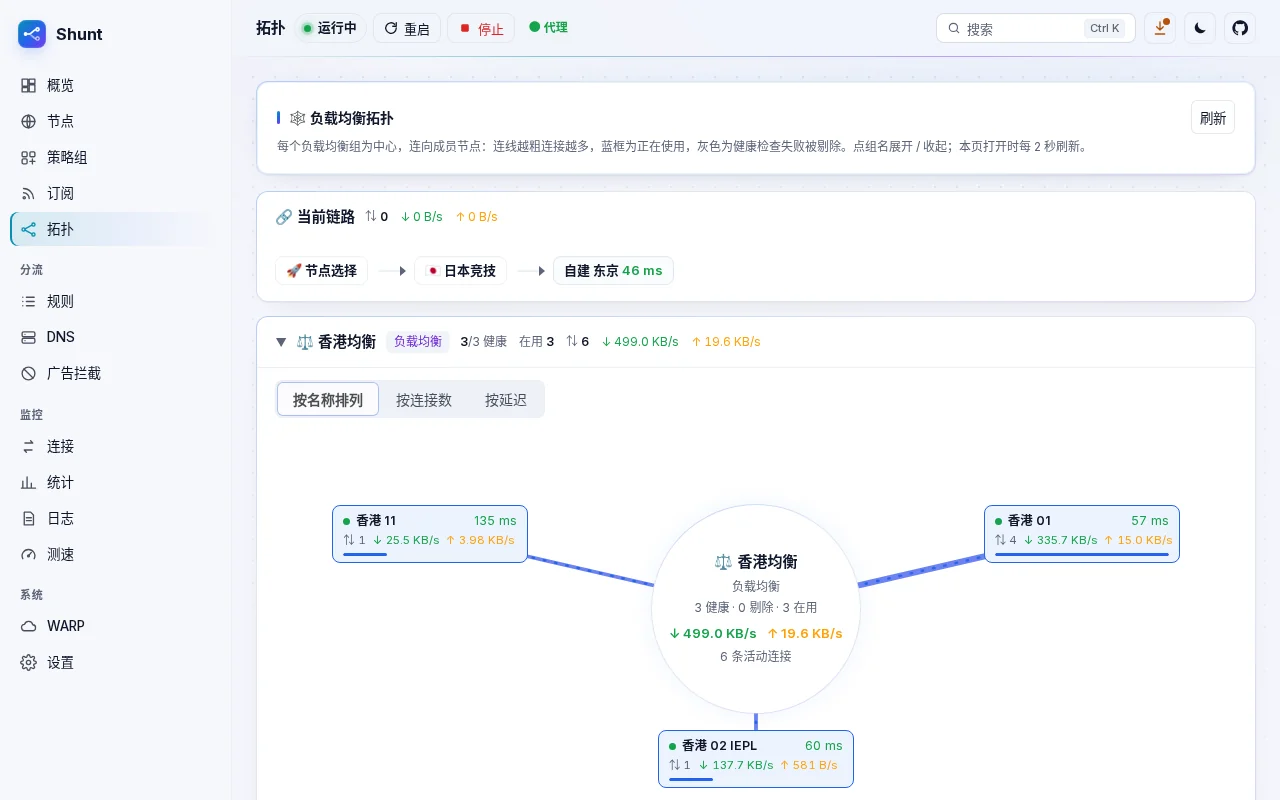 Shunt
概览
节点
策略组
订阅
拓扑
分流
规则
DNS
广告拦截
监控
连接
统计
日志
测速
系统
WARP
设置
拓扑 运行中 重启 停止 代理 搜索 Ctrl K
🕸️ 负载均衡拓扑 刷新
每个负载均衡组为中心，连向成员节点：连线越粗连接越多，蓝框为正在使用，灰色为健康检查失败被剔除。点组名展开 / 收起；本页打开时每 2 秒刷新。
🔗 当前链路 ⇅ 0 ↓ 0 B/s ↑ 0 B/s
🚀 节点选择 🇯🇵 日本竞技 自建 东京 46 ms
▼ ⚖️ 香港均衡 负载均衡 3/3 健康 在用 3 ⇅ 6 ↓ 499.0 KB/s ↑ 19.6 KB/s
按名称排列 按连接数 按延迟
香港 11 135 ms
⇅ 1 ↓ 25.5 KB/s ↑ 3.98 KB/s
香港 01 57 ms
⇅ 4 ↓ 335.7 KB/s ↑ 15.0 KB/s
⚖️ 香港均衡
负载均衡
3 健康 · 0 剔除 · 3 在用
↓ 499.0 KB/s ↑ 19.6 KB/s
6 条活动连接
香港 02 IEPL 60 ms
⇅ 1 ↓ 137.7 KB/s ↑ 581 B/s